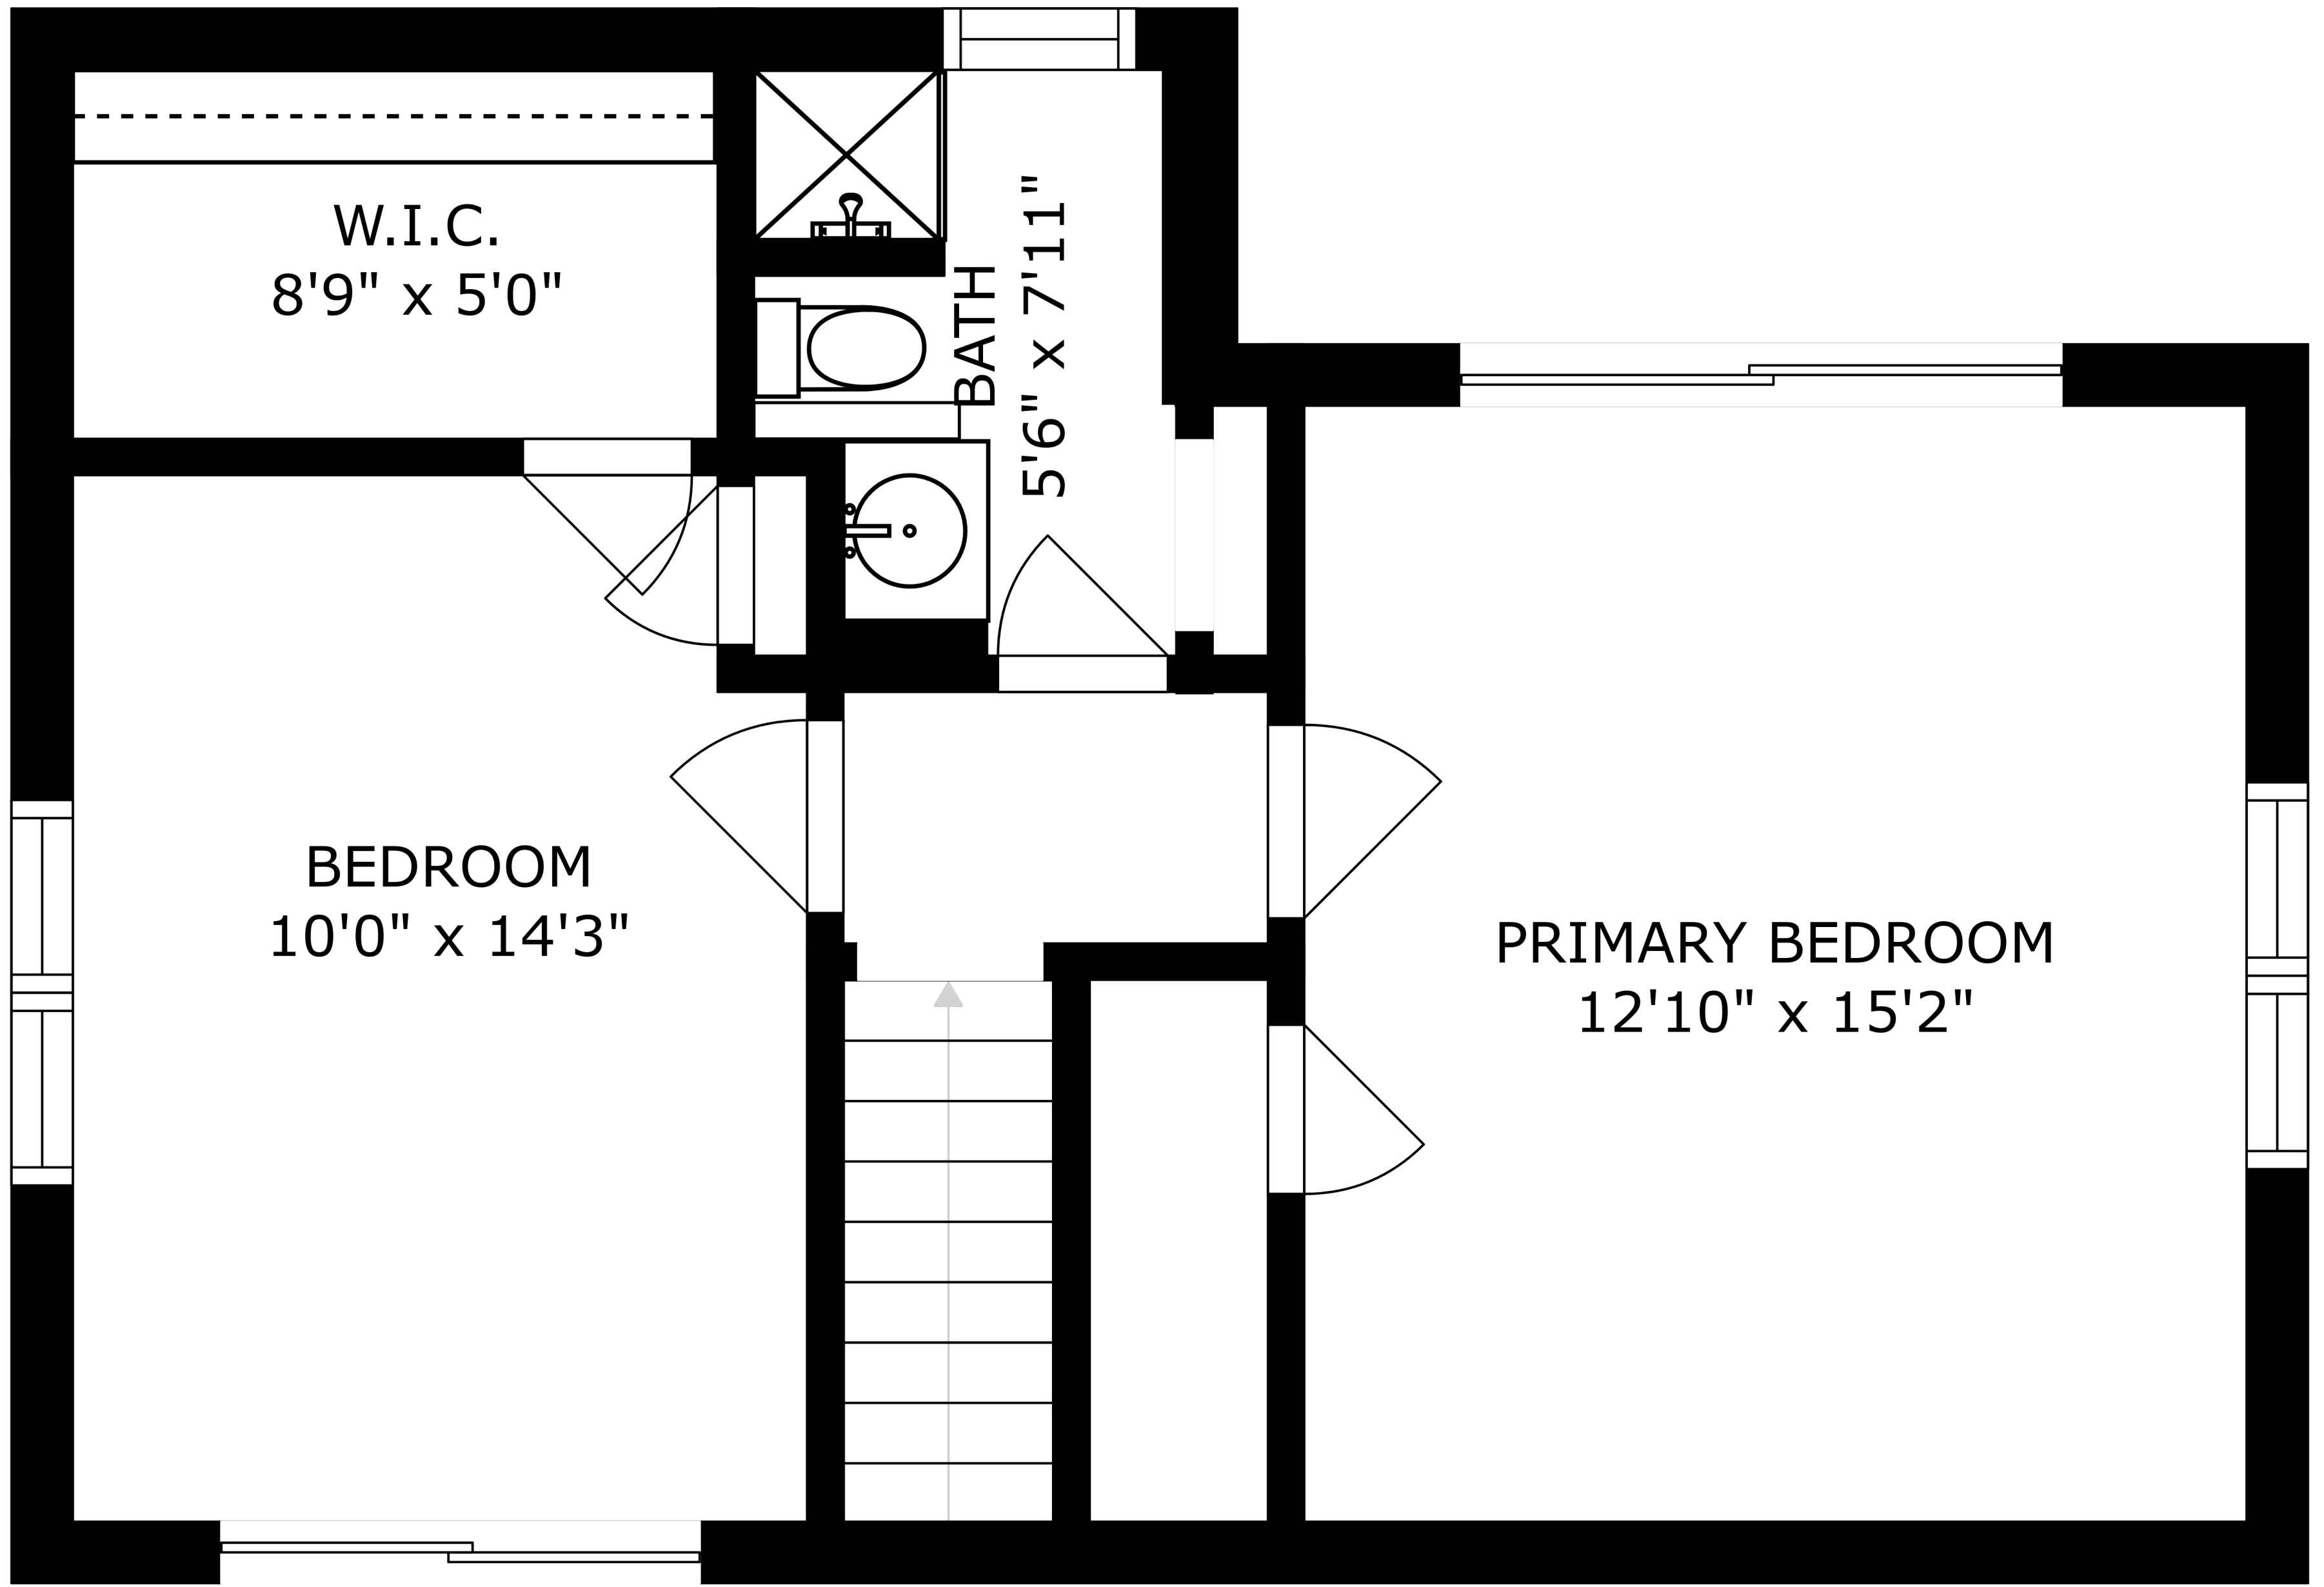 W.I.C.
8'9" x 5'0"
BATH
5'6" x 7'11"
BEDROOM
10'0" x 14'3"
PRIMARY BEDROOM
12'10" x 15'2"